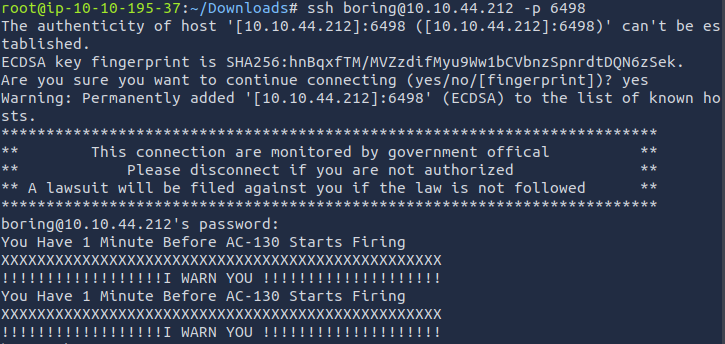 root@ip-10-10-195-37:~/Downloads# ssh boring@10.10.44.212 -p 6498
The authenticity of host '[10.10.44.212]:6498 ([10.10.44.212]:6498)' can't be es
tablished.
ECDSA key fingerprint is SHA256:hnBqxfTM/MVZzdifMyu9Ww1bCVbnzSpnrdtDQN6zSek.
Are you sure you want to continue connecting (yes/no/[fingerprint])? yes
Warning: Permanently added '[10.10.44.212]:6498' (ECDSA) to the list of known ho
sts.
*************************************************************************
**        This connection are monitored by government offical          **
**            Please disconnect if you are not authorized              **
** A lawsuit will be filed against you if the law is not followed      **
*************************************************************************
boring@10.10.44.212's password:
You Have 1 Minute Before AC-130 Starts Firing
XXXXXXXXXXXXXXXXXXXXXXXXXXXXXXXXXXXXXXXXXXXXXXXXX
!!!!!!!!!!!!!!!!!!I WARN YOU !!!!!!!!!!!!!!!!!!!!
You Have 1 Minute Before AC-130 Starts Firing
XXXXXXXXXXXXXXXXXXXXXXXXXXXXXXXXXXXXXXXXXXXXXXXXX
!!!!!!!!!!!!!!!!!!I WARN YOU !!!!!!!!!!!!!!!!!!!!